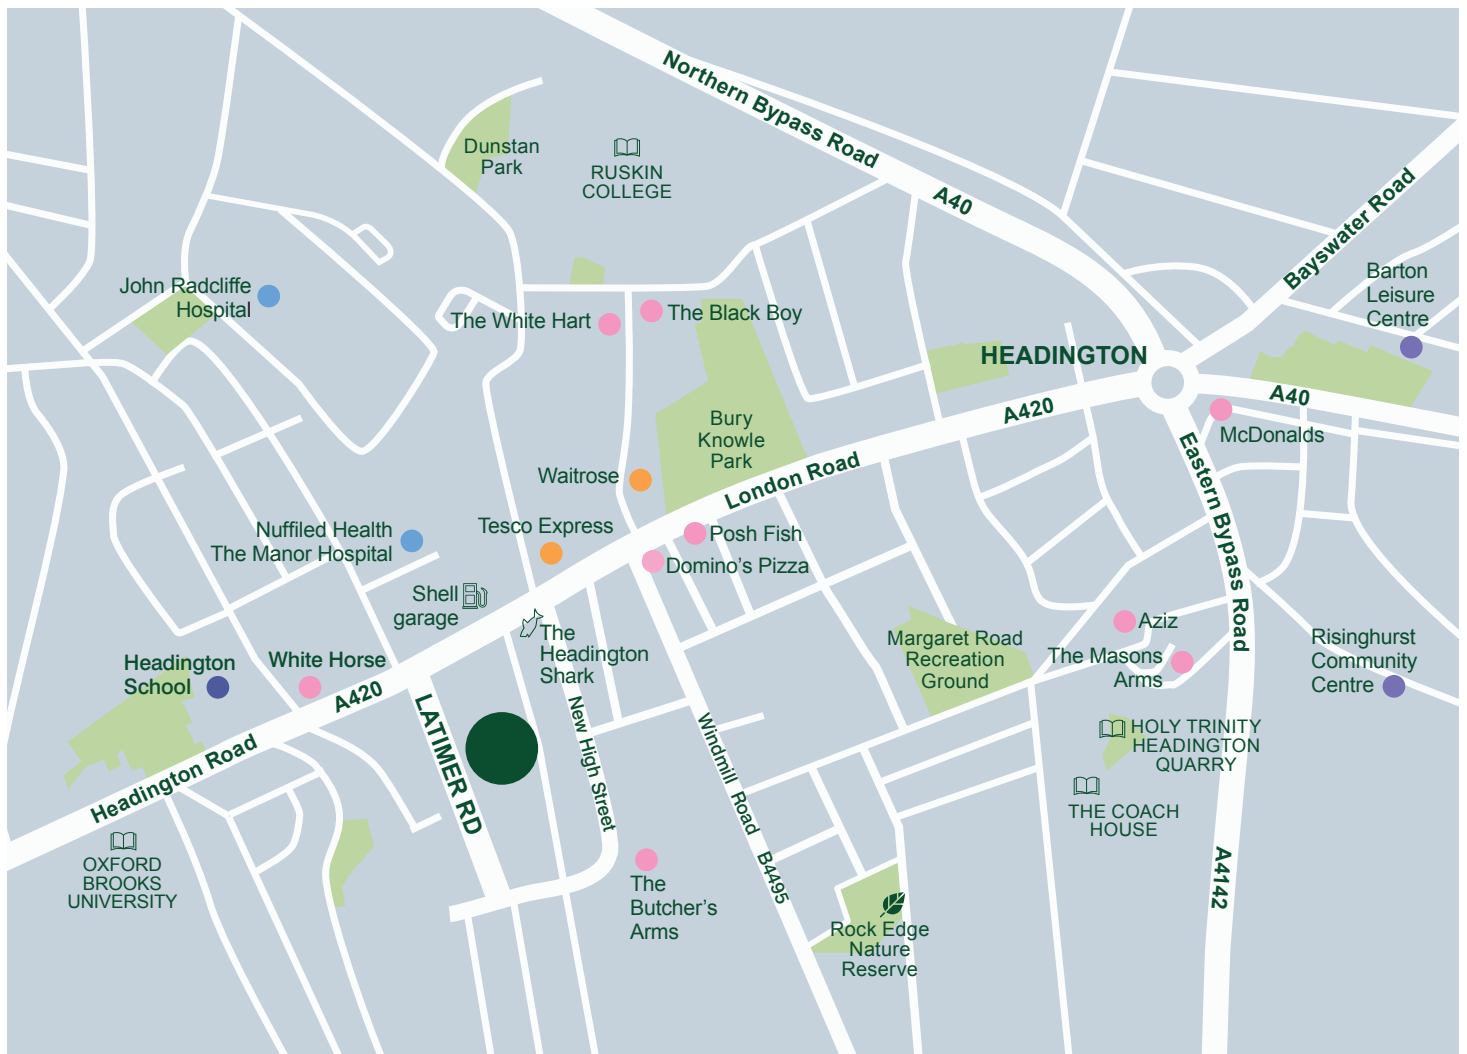 Northern Bypass Road
A40
Dunstan
Park
RUSKIN
COLLEGE
Bayswater Road
John Radcliffe
Hospital
Barton
Leisure
Centre
The White Hart
The Black Boy
HEADINGTON
A40
A420
McDonalds
Bury
Knowle
Park
London Road
Eastern Bypass Road
Waitrose
Nuffiled Health
The Manor Hospital
Tesco Express
Posh Fish
Domino's Pizza
Shell
garage
The
Headington
Shark
Headington
School
White Horse
A420
Margaret Road
Recreation
Ground
Aziz
The Masons
Arms
Risinghurst
Community
Centre
LATIMER RD
New High Street
Windmill Road B4495
HOLY TRINITY
HEADINGTON
QUARRY
Headington Road
THE COACH
HOUSE
OXFORD
BROOKS
UNIVERSITY
The
Butcher's
Arms
A4142
Rock Edge
Nature
Reserve